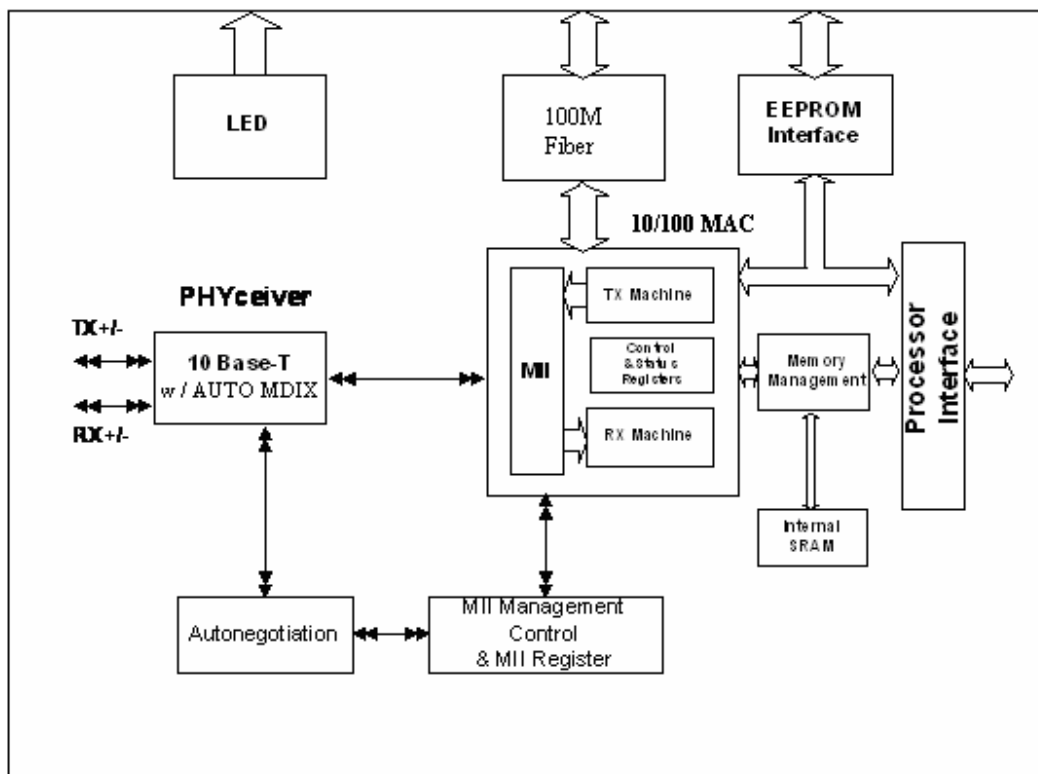 LED
100M
Fiber
EEPROM
Interface
10/100 MAC
PHYceiver
TX+/-
10 Base-T
w / AUTO MDIX
RX+/-
MII
TX Machine
Control
& Status
Registers
RX Machine
Memory
Management
Processor
Interface
Internal
SRAM
Autonegotiation
MII Management
Control
& MII Register